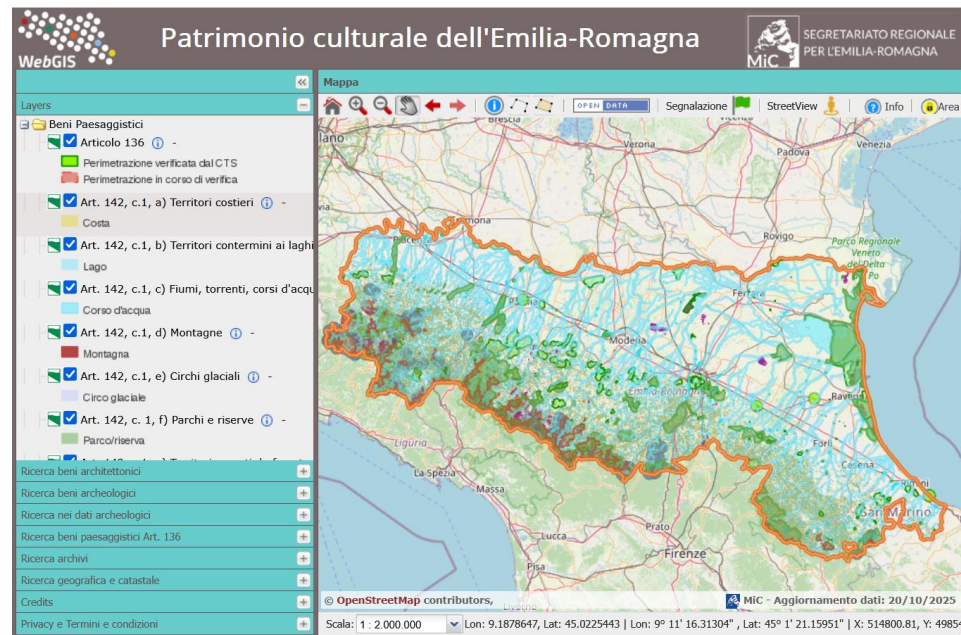 WebGIS
Patrimonio culturale dell'Emilia-Romagna
MiC
SEGRETARIATO REGIONALE
PER L'EMILIA-ROMAGNA
Layers
Beni Paesaggistici
Articolo 136 -
Perimetrazione verificata dal CTS
Perimetrazione in corso di verifica
Art. 142, c.1, a) Territori costieri -
Costa
Art. 142, c.1, b) Territori contermini ai laghi
Lago
Art. 142, c.1, c) Fiumi, torrenti, corsi d'acqu
Corso d'acqua
Art. 142, c.1, d) Montagne -
Montagna
Art. 142, c.1, e) Circhi glaciali -
Circo glaciale
Art. 142, c. 1, f) Parchi e riserve -
Parco/riserva
Ricerca beni architettonici
Ricerca beni archeologici
Ricerca nei dati archeologici
Ricerca beni paesaggistici Art. 136
Ricerca archivi
Ricerca geografica e catastale
Credits
Privacy e Termini e condizioni
Mappa
OPEN DATA
Segnalazione
StreetView
Info
Area
Brescia
Verona
Padova
Venezia
Rovigo
Parco Regionale
Veneto
del Delta
Po
Ferrara
Modena
Emilia-Romagna
Ravenna
Forlì
Cesena
Rimini
San Marino
Liguria
La Spezia
Massa
Lucca
Prato
Firenze
Pisa
Livorno
© OpenStreetMap contributors,
MiC - Aggiornamento dati: 20/10/2025
Scala: 1 : 2.000.000
Lon: 9.1878647, Lat: 45.0225443 | Lon: 9° 11' 16.31304" , Lat: 45° 1' 21.15951" | X: 514800.81, Y: 49854